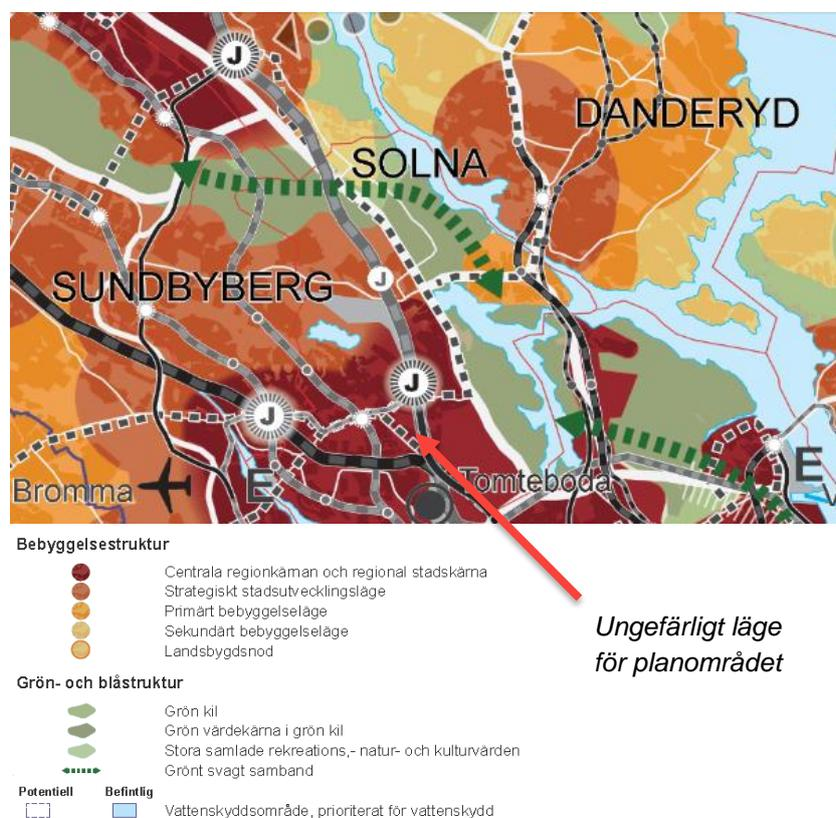 J
DANDERYD
SOLNA
J
SUNDBYBERG
J
J
E
Bromma
E
Tomteboda
Bebyggelsestruktur
Centrala regionkärnan och regional stadskärna
Strategiskt stadsutvecklingsläge
Primärt bebyggelseläge
Sekundärt bebyggelseläge
Landsbygdsnod
Ungefärligt läge
för planområdet
Grön- och blåstruktur
Grön kil
Grön värdekärna i grön kil
Stora samlade rekreations,- natur- och kulturvärden
Grönt svagt samband
Potentiell Befintlig
Vattenskyddsområde, prioriterat för vattenskydd